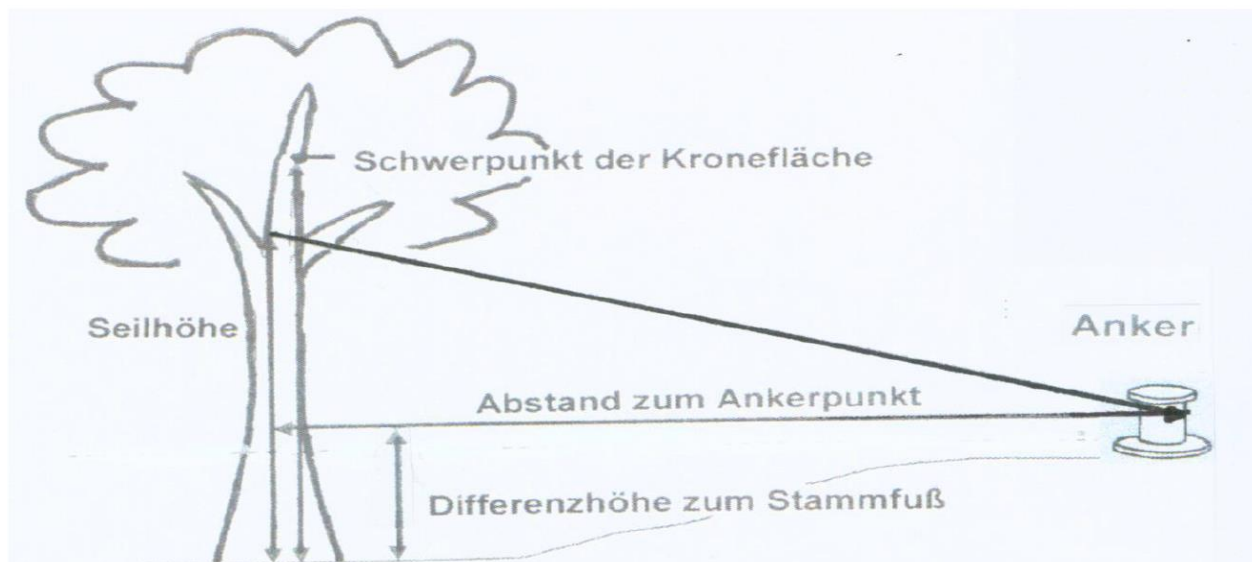 Schwerpunkt der Kronefläche
Seilhöhe
Anker
Abstand zum Ankerpunkt
Differenzhöhe zum Stammfuß